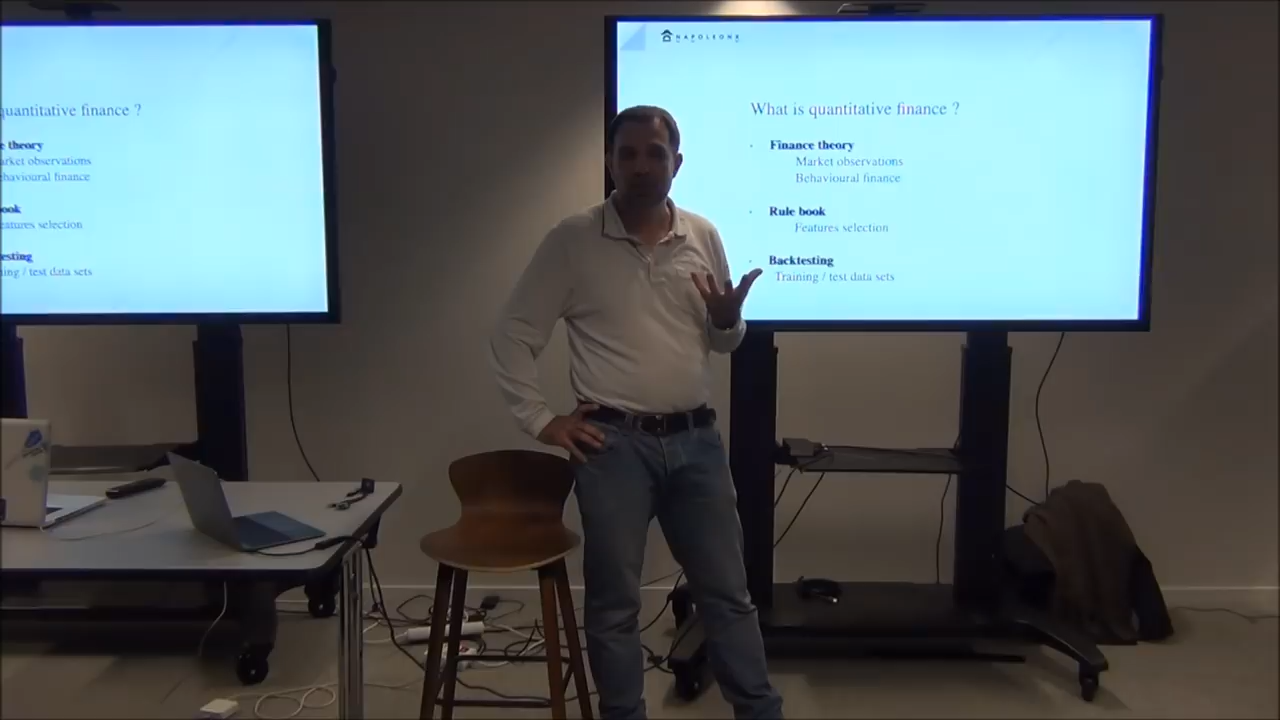 quantitative finance ?
e theory
arket observations
ehavioural finance
ook
eatures selection
esting
ning / test data sets
NAPOLEONX
What is quantitative finance ?
· Finance theory
Market observations
Behavioural finance
· Rule book
Features selection
· Backtesting
Training / test data sets